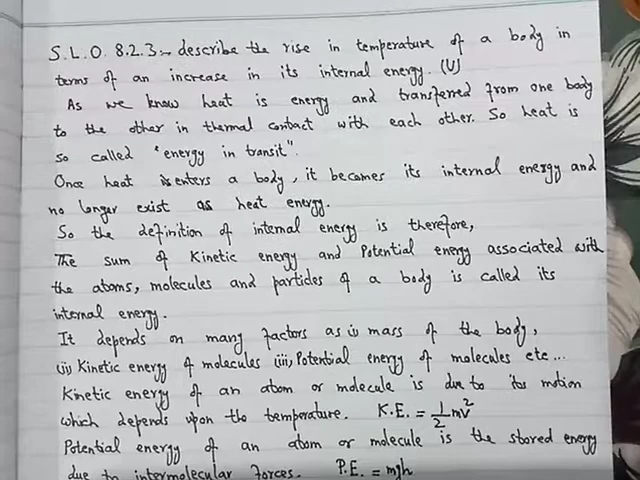 S.L.O. 8.2.3:- describe the rise in temperature of a body in
terms of an increase in its internal energy. (U)
As we know heat is energy and transferred from one body
to the other in thermal contact with each other. So heat is
so called "energy in transit".
Once heat enters a body, it becomes its internal energy and
no longer exist as heat energy.
So the definition of internal energy is therefore,
The sum of Kinetic energy and Potential energy associated with
the atoms, molecules and particles of a body is called its
internal energy.
It depends on many factors as i) mass of the body,
(ii) Kinetic energy of molecules (iii) Potential energy of molecules etc...
Kinetic energy of an atom or molecule is due to its motion
which depends upon the temperature. K.E. = 1/2 mv²
Potential energy of an atom or molecule is the stored energy
due to intermolecular forces. P.E. = mgh